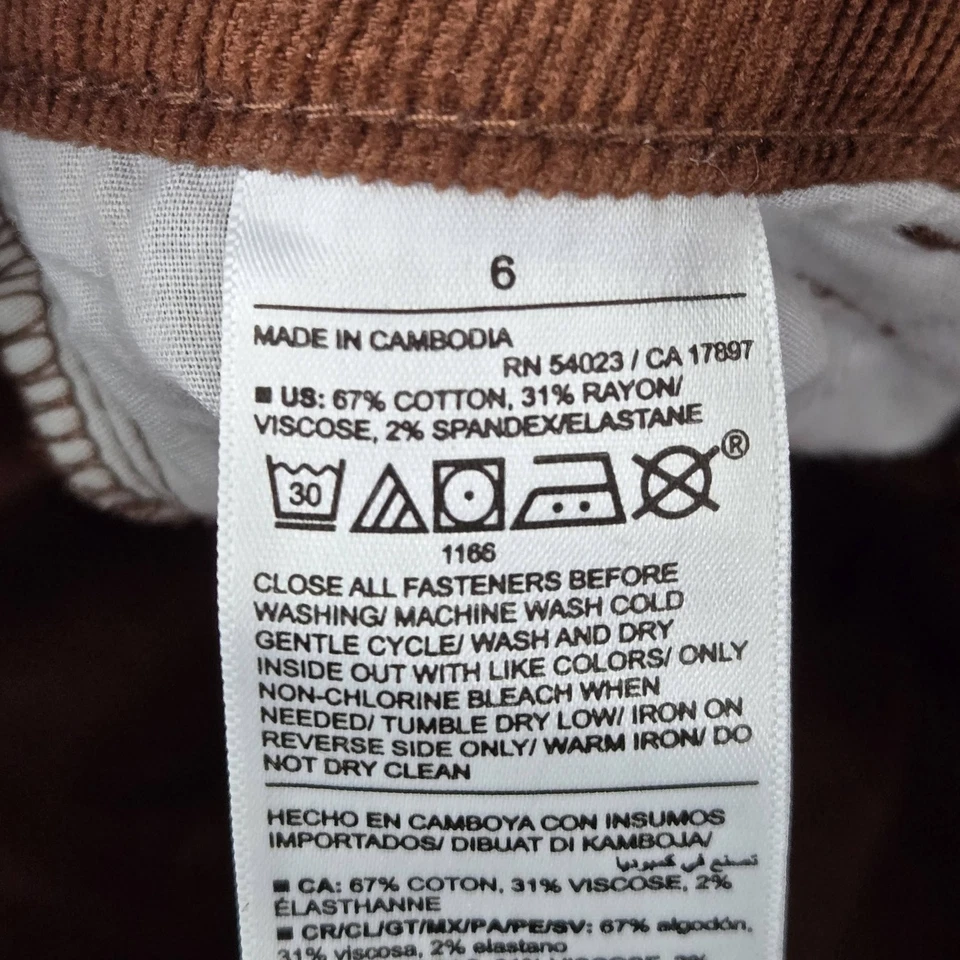 6
MADE IN CAMBODIA
RN 54023 / CA 17897
■ US: 67% COTTON, 31% RAYON/
VISCOSE, 2% SPANDEX/ELASTANE
30
®
1166
CLOSE ALL FASTENERS BEFORE
WASHING/ MACHINE WASH COLD
GENTLE CYCLE/ WASH AND DRY
INSIDE OUT WITH LIKE COLORS/ ONLY
NON-CHLORINE BLEACH WHEN
NEEDED/ TUMBLE DRY LOW/ IRON ON
REVERSE SIDE ONLY/ WARM IRON/ DO
NOT DRY CLEAN
HECHO EN CAMBOYA CON INSUMOS
IMPORTADOS/ DIBUAT DI KAMBOJA/
تصنع في كمبوديا
■ CA: 67% COTON, 31% VISCOSE, 2%
ÉLASTHANNE
■ CR/CL/GT/MX/PA/PE/SV: 67% algodón,
31% viscosa, 2% elastano